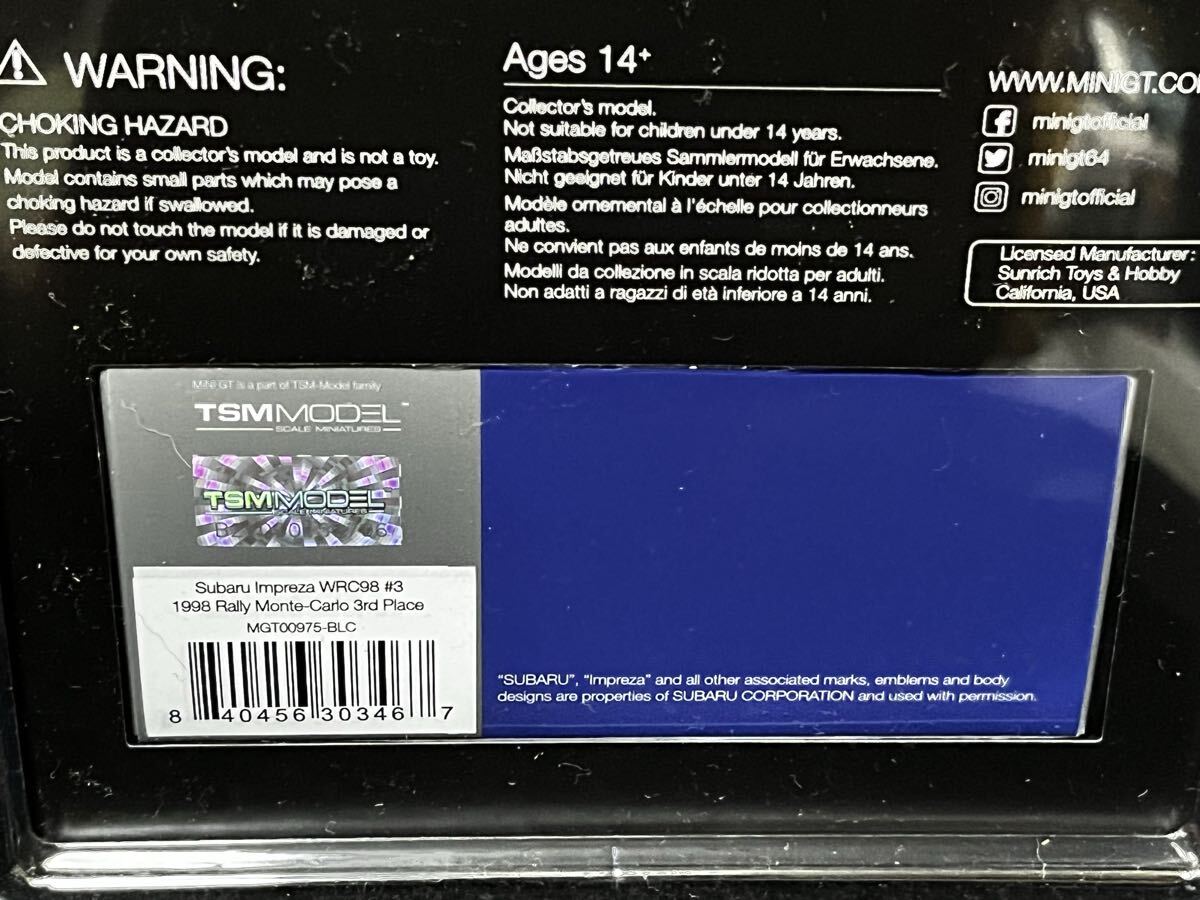 WARNING:
CHOKING HAZARD
This product is a collector's model and is not a toy.
Model contains small parts which may pose a
choking hazard if swallowed.
Please do not touch the model if it is damaged or
defective for your own safety.
Ages 14+
Collector's model.
Not suitable for children under 14 years.
Maßstabsgetreues Sammlermodell für Erwachsene.
Nicht geeignet für Kinder unter 14 Jahren.
Modèle ornemental à l'échelle pour collectionneurs
adultes.
Ne convient pas aux enfants de moins de 14 ans.
Modelli da collezione in scala ridotta per adulti.
Non adatti a ragazzi di età inferiore a 14 anni.
WWW.MINIGT.CO
minigtofficial
minigt64
minigtofficial
Licensed Manufacturer:
Sunrich Toys & Hobby
California, USA
MINI GT is a part of TSM-Model family
TSMMODEL™
SCALE MINIATURES
TSMMODEL
SCALE MINIATURES
Subaru Impreza WRC98 #3
1998 Rally Monte-Carlo 3rd Place
MGT00975-BLC
8 40456 30346 7
"SUBARU", "Impreza" and all other associated marks, emblems and body
designs are properties of SUBARU CORPORATION and used with permission.